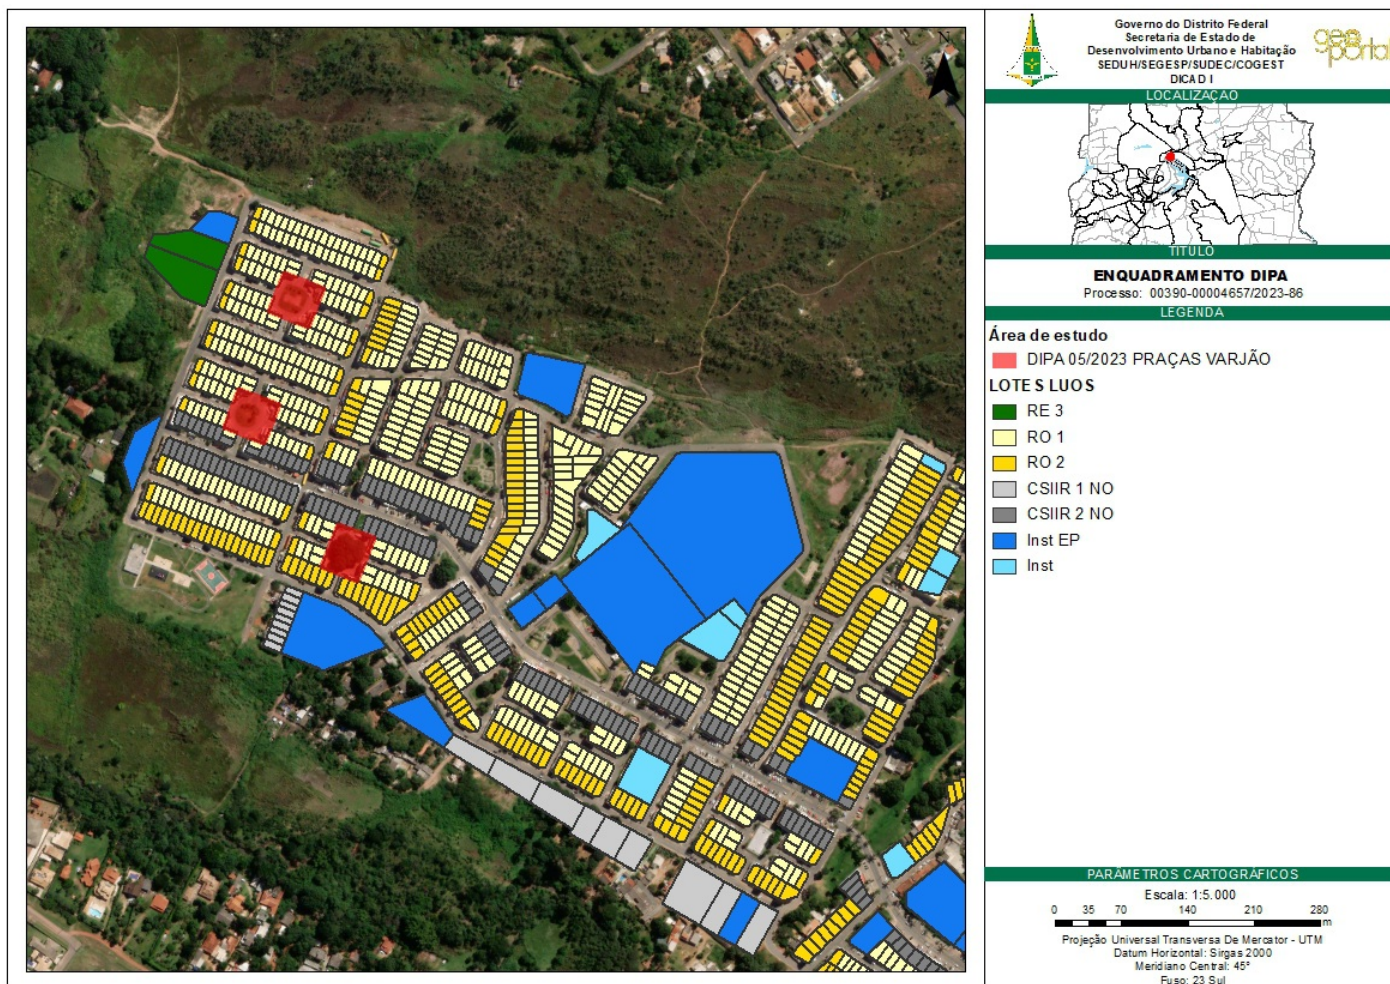 N
Governo do Distrito Federal
Secretaria de Estado de
Desenvolvimento Urbano e Habitação
SEDUH/SEGESP/SUDEC/COGEST
DICAD I
geo
portal
LOCALIZAÇÃO
TÍTULO
ENQUADRAMENTO DIPA
Processo: 00390-00004657/2023-86
LEGENDA
Área de estudo
DIPA 05/2023 PRAÇAS VARJÃO
LOTES LUOS
RE 3
RO 1
RO 2
CSIIR 1 NO
CSIIR 2 NO
Inst EP
Inst
PARÂMETROS CARTOGRÁFICOS
Escala: 1:5.000
0 35 70 140 210 280
m
Projeção Universal Transversa De Mercator - UTM
Datum Horizontal: Sirgas 2000
Meridiano Central: 45º
Fuso: 23 Sul